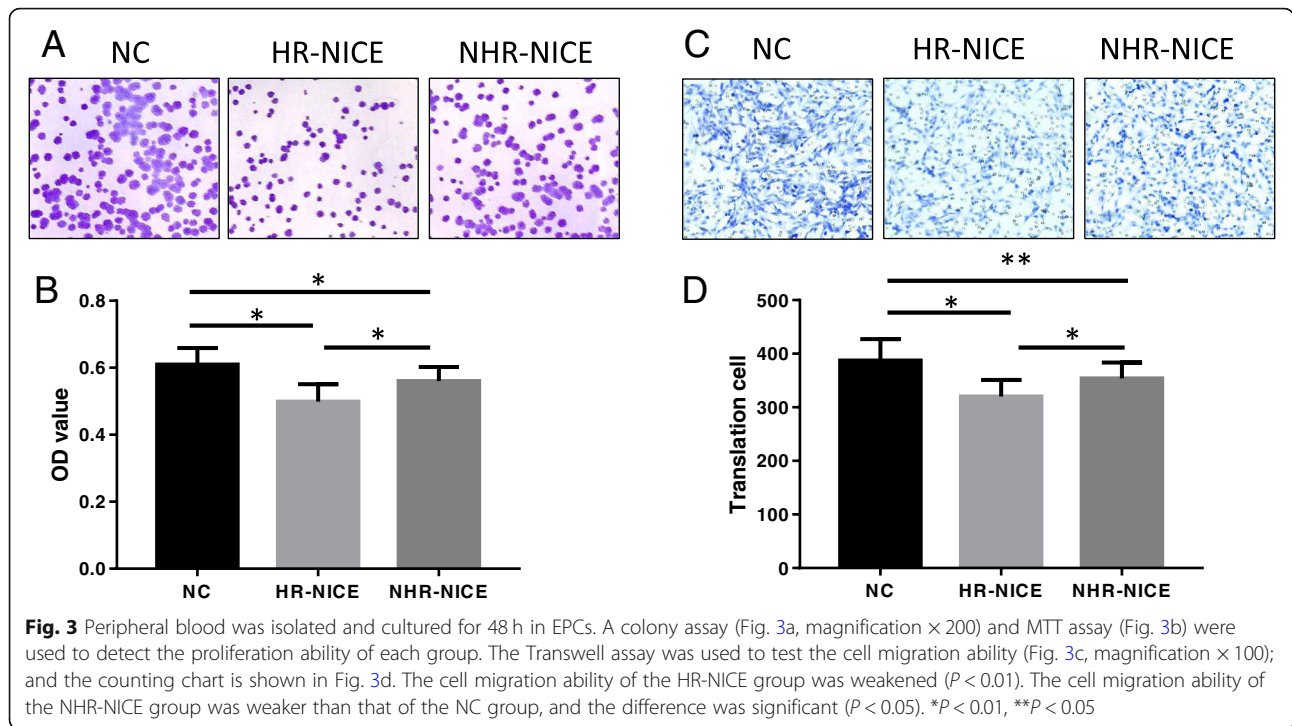 A
NC HR-NICE NHR-NICE
C
NC HR-NICE NHR-NICE
B
*
* *
OD value
0.8
0.6
0.4
0.2
0.0
NC HR-NICE NHR-NICE
D
**
* *
Translation cell
500
400
300
200
100
0
NC HR-NICE NHR-NICE
Fig. 3 Peripheral blood was isolated and cultured for 48 h in EPCs. A colony assay (Fig. 3a, magnification × 200) and MTT assay (Fig. 3b) were
used to detect the proliferation ability of each group. The Transwell assay was used to test the cell migration ability (Fig. 3c, magnification × 100);
and the counting chart is shown in Fig. 3d. The cell migration ability of the HR-NICE group was weakened (P < 0.01). The cell migration ability of
the NHR-NICE group was weaker than that of the NC group, and the difference was significant (P < 0.05). *P < 0.01, **P < 0.05